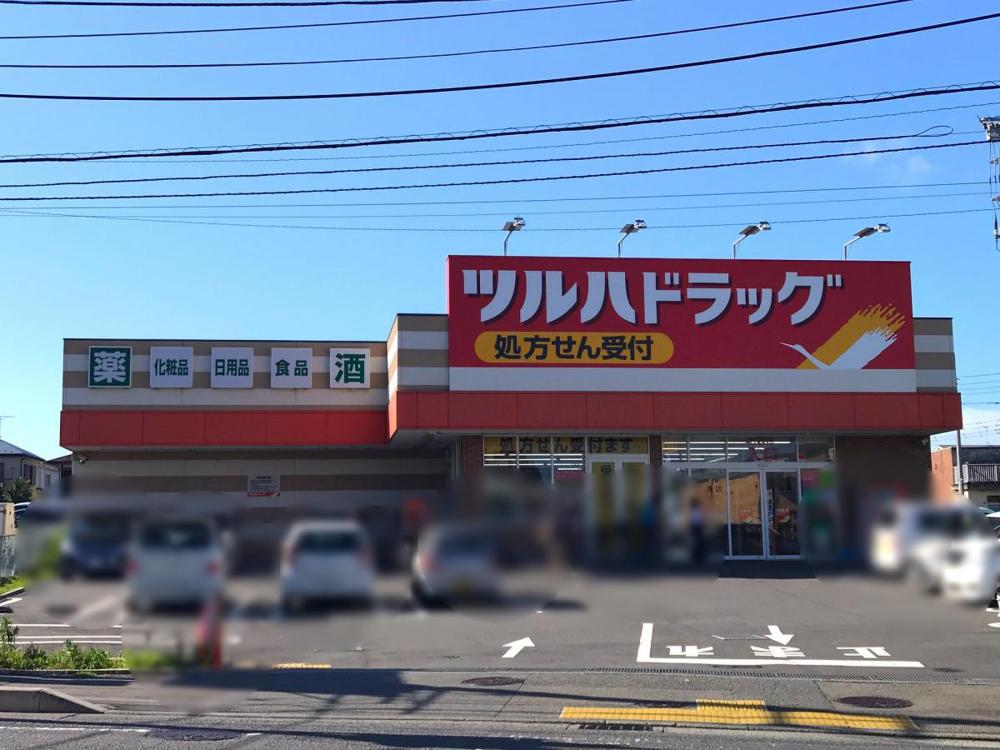 ツルハドラッグ
処方せん受付
薬 化粧品 日用品 食品 酒
処方せん受付ます
止まれ